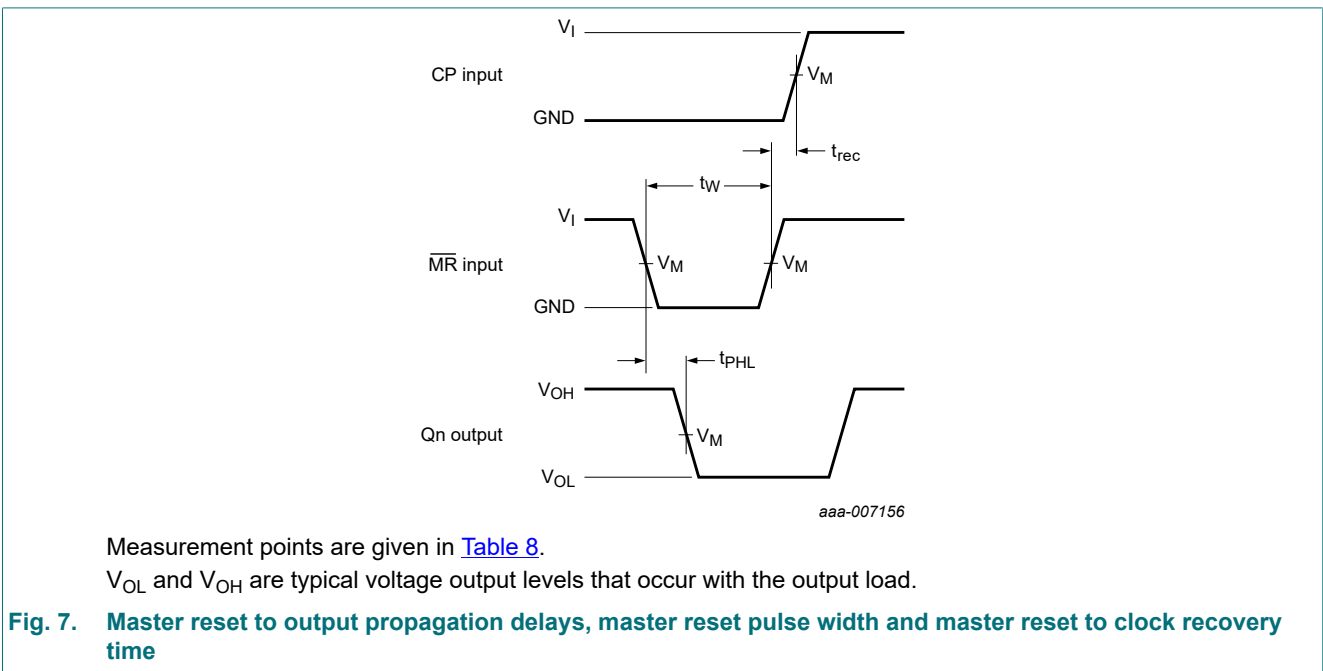 V_I
CP input
V_M
GND
t_rec
t_W
V_I
M̅R̅ input
V_M
V_M
GND
t_PHL
V_OH
Qn output
V_M
V_OL
aaa-007156
Measurement points are given in Table 8.
V_OL and V_OH are typical voltage output levels that occur with the output load.
Fig. 7. Master reset to output propagation delays, master reset pulse width and master reset to clock recovery
time